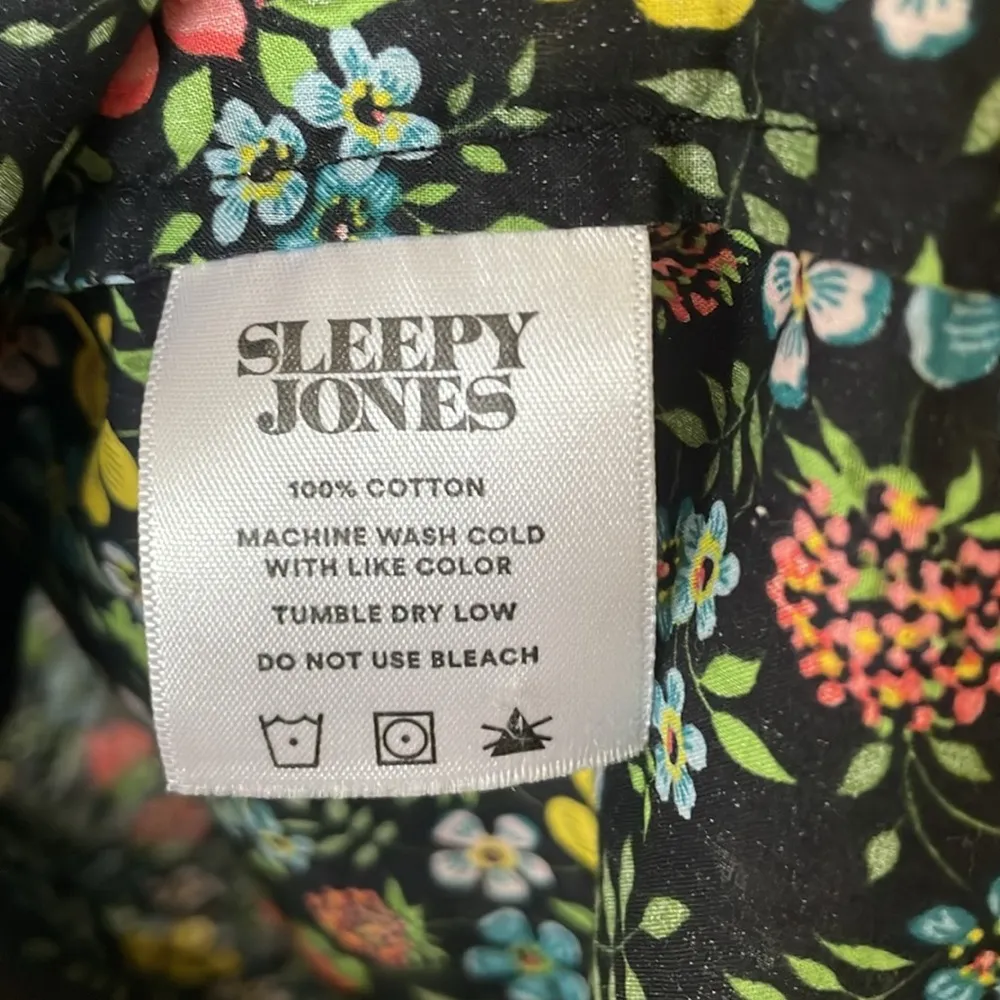 SLEEPY
JONES
100% COTTON
MACHINE WASH COLD
WITH LIKE COLOR
TUMBLE DRY LOW
DO NOT USE BLEACH